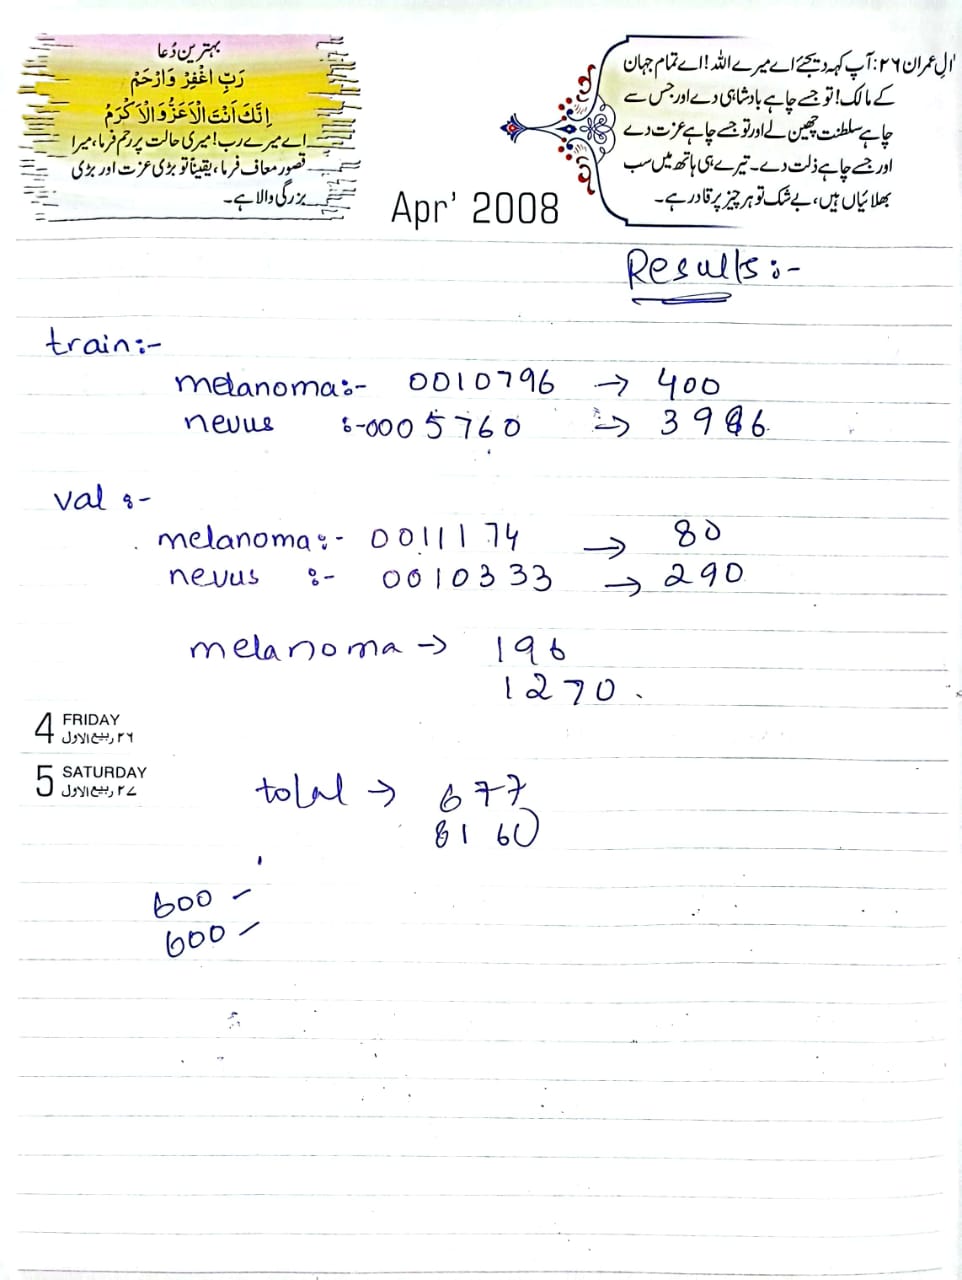 بہترین دُعا
رَبِّ اغْفِرْ وَارْحَمْ
اِنَّكَ اَنْتَ الْاَعَزُّ وَالْاَكْرَمُ
اے میرے رب! میری حالت پر رحم فرما، میرا
قصور معاف فرما، یقیناً تو بڑی عزت اور بڑی
بزرگی والا ہے۔
Apr' 2008
اٰلِ عمران ۲۶: آپ کہہ دیجئے اے میرے اللہ! اے تمام جہان
کے مالک! تو جسے چاہے بادشاہی دے اور جس سے
چاہے سلطنت چھین لے اور تو جسے چاہے عزت دے
اور جسے چاہے ذلت دے۔ تیرے ہی ہاتھ میں سب
بھلائیاں ہیں، بے شک تو ہر چیز پر قادر ہے۔
Results:-
train:-
melanoma:- 0010796 → 400
nevus :- 0005760 →
val :-
melanoma:- 0011174 → 80
nevus :- 0010333 → 290
melanoma → 196
1270.
4 FRIDAY
۲۶ ربیع الاول
5 SATURDAY
۲۷ ربیع الاول
total → 677
8160
600 -
600 -